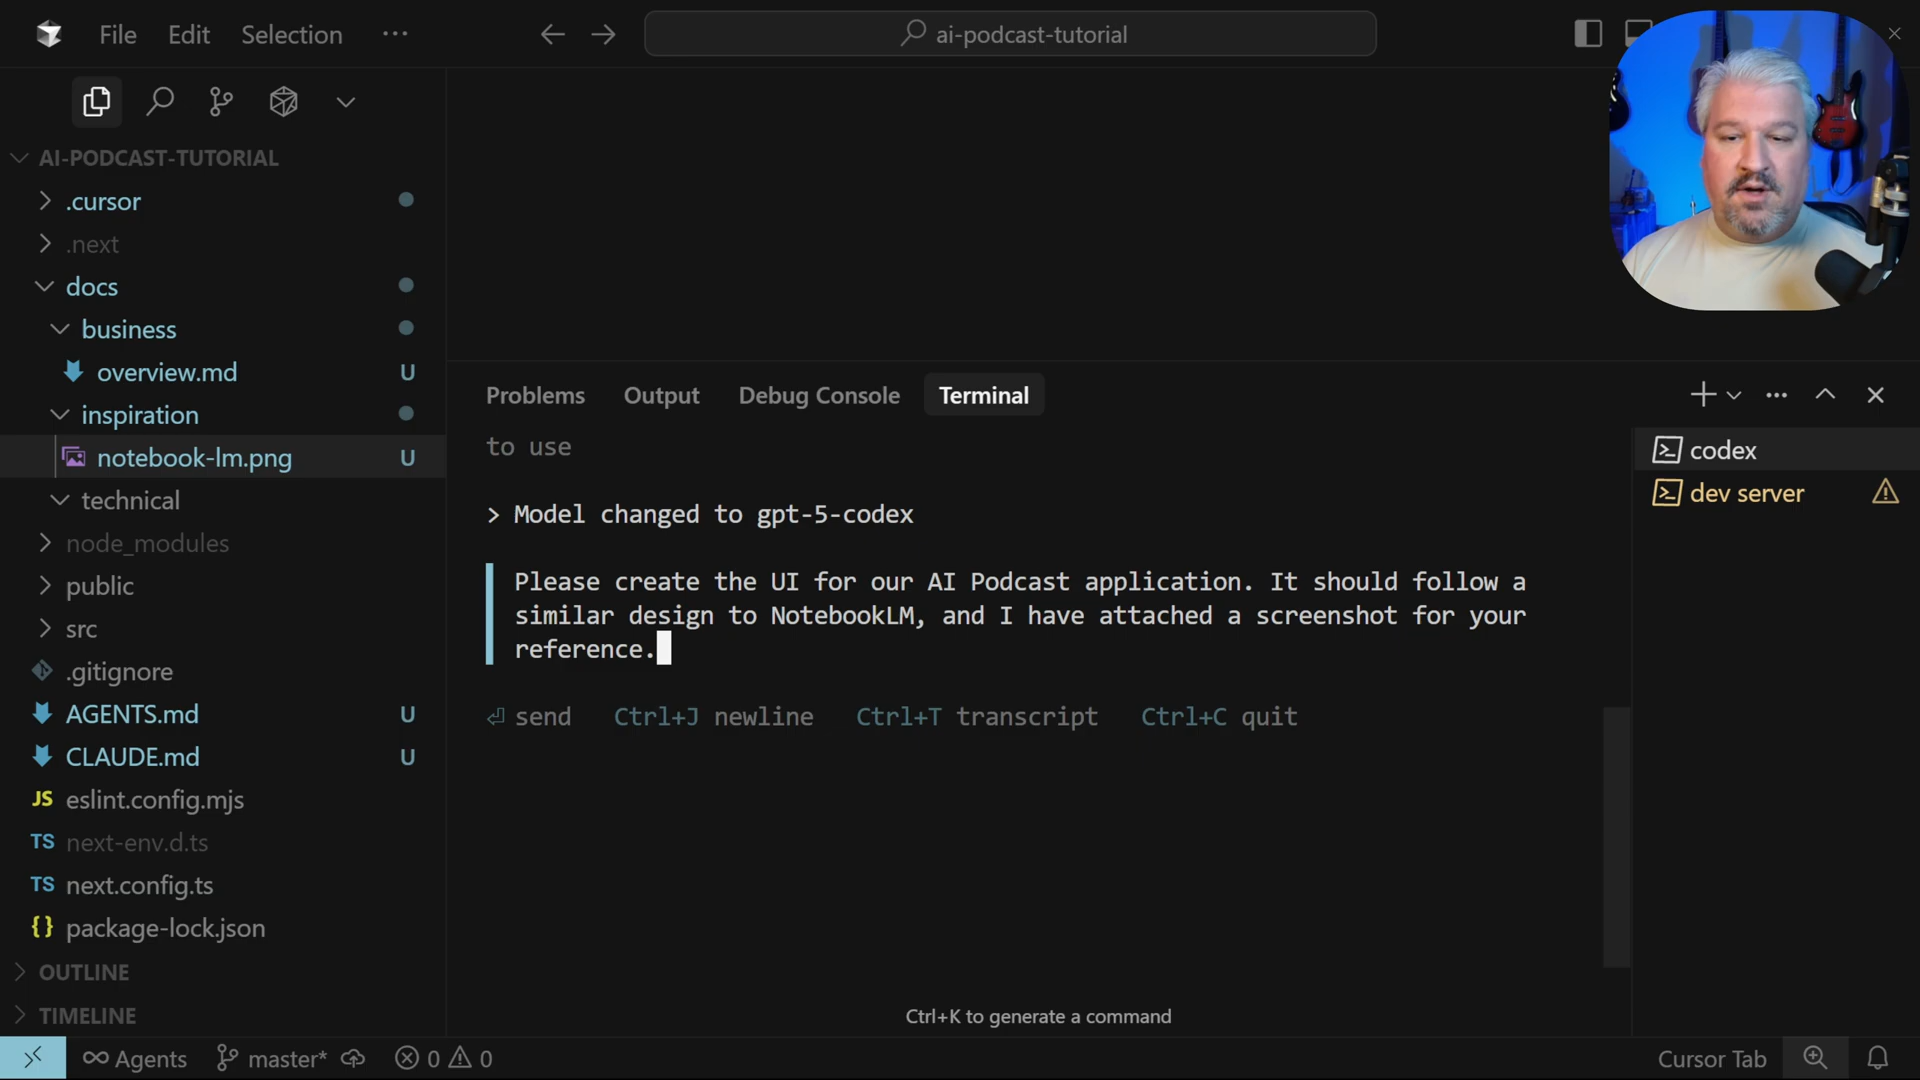 File Edit Selection ···
ai-podcast-tutorial
AI-PODCAST-TUTORIAL
.cursor
.next
docs
business
overview.md U
inspiration
notebook-lm.png U
technical
node_modules
public
src
.gitignore
AGENTS.md U
CLAUDE.md U
JS eslint.config.mjs
TS next-env.d.ts
TS next.config.ts
{} package-lock.json
OUTLINE
TIMELINE
Problems Output Debug Console Terminal
to use
> Model changed to gpt-5-codex
Please create the UI for our AI Podcast application. It should follow a
similar design to NotebookLM, and I have attached a screenshot for your
reference.
⏎ send Ctrl+J newline Ctrl+T transcript Ctrl+C quit
codex
dev server
Ctrl+K to generate a command
Agents master* 0 0
Cursor Tab